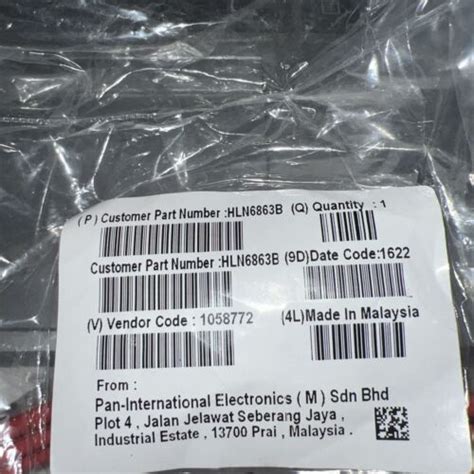 ( P ) Customer Part Number :HLN6863B (Q) Quantity : 1
Customer Part Number :HLN6863B (9D)Date Code:1622
(V) Vendor Code : 1058772 (4L)Made In Malaysia
From :
Pan-International Electronics ( M ) Sdn Bhd
Plot 4 , Jalan Jelawat Seberang Jaya ,
Industrial Estate , 13700 Prai , Malaysia .